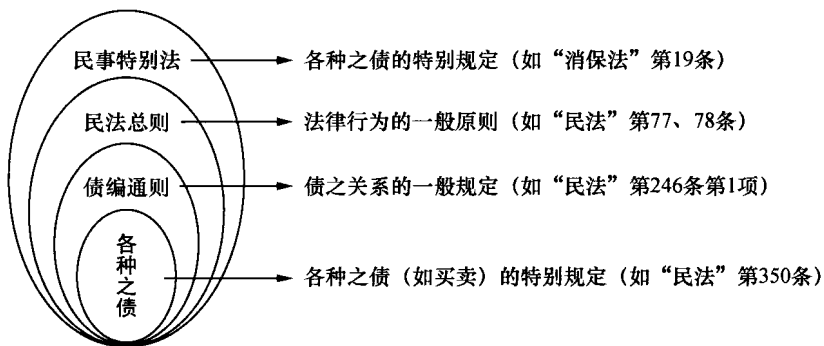 民事特别法 各种之债的特别规定（如“消保法”第19条）
民法总则 法律行为的一般原则（如“民法”第77、78条）
债编通则 债之关系的一般规定（如“民法”第246条第1项）
各种之债 各种之债（如买卖）的特别规定（如“民法”第350条）